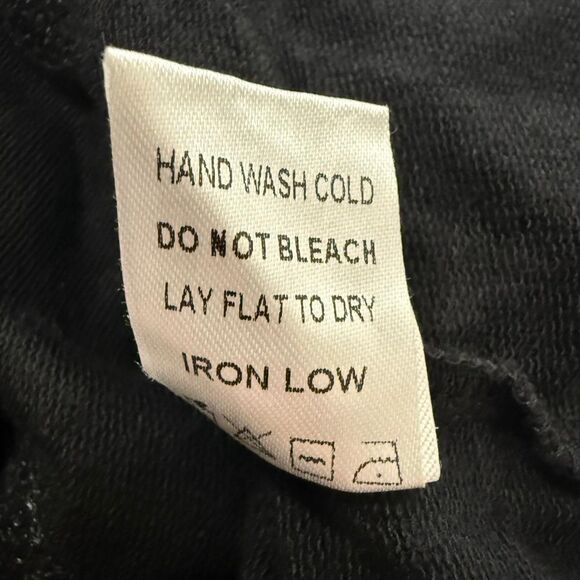 HAND WASH COLD
DO NOT BLEACH
LAY FLAT TO DRY
IRON LOW